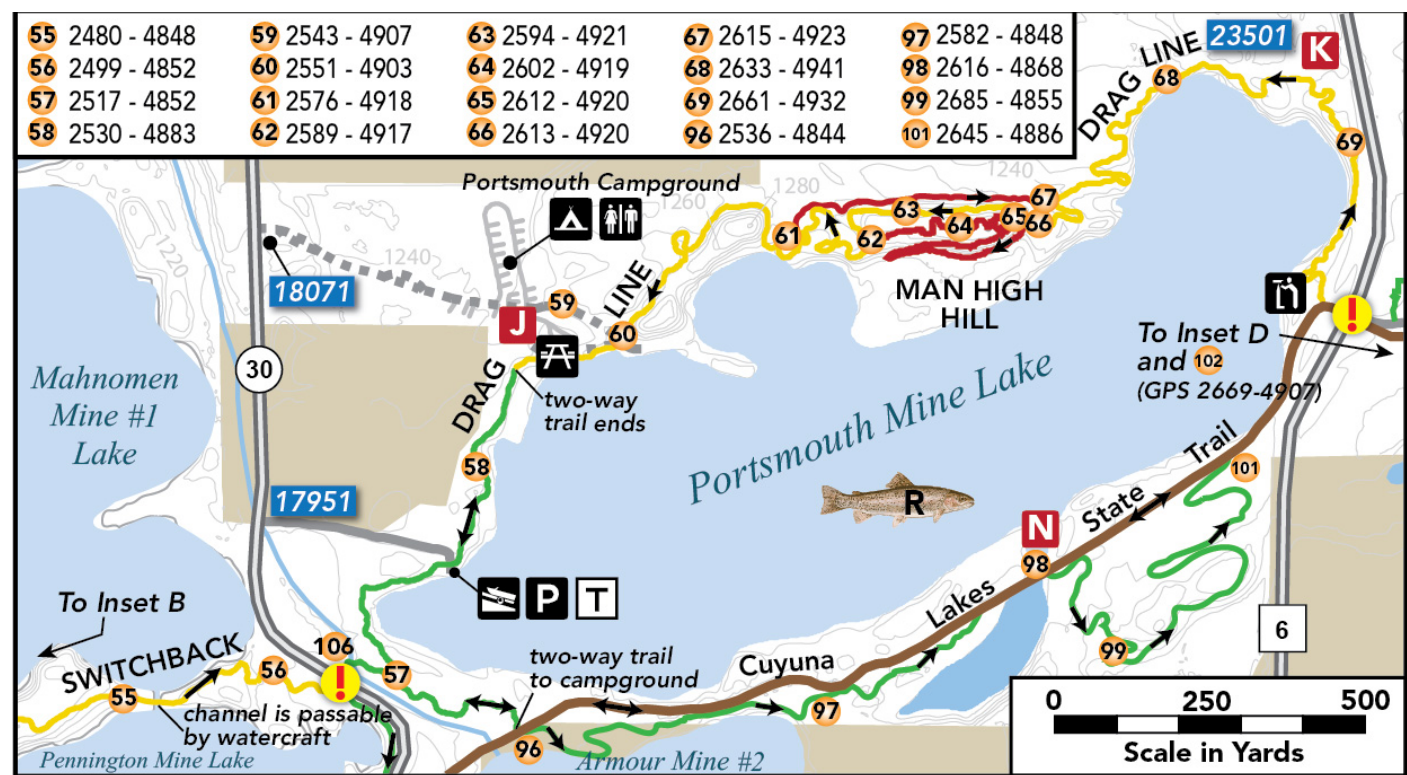 55 2480 - 4848
56 2499 - 4852
57 2517 - 4852
58 2530 - 4883
59 2543 - 4907
60 2551 - 4903
61 2576 - 4918
62 2589 - 4917
63 2594 - 4921
64 2602 - 4919
65 2612 - 4920
66 2613 - 4920
67 2615 - 4923
68 2633 - 4941
69 2661 - 4932
96 2536 - 4844
97 2582 - 4848
98 2616 - 4868
99 2685 - 4855
101 2645 - 4886
DRAG LINE
23501
K
68
69
Portsmouth Campground
1280
1260
1240
1240
1220
18071
J
59
60
DRAG LINE
61
62
63
64
65
66
67
MAN HIGH
HILL
To Inset D
and 102
(GPS 2669-4907)
!
30
Mahnomen
Mine #1
Lake
two-way
trail ends
58
17951
Portsmouth Mine Lake
R
101
N
98
P
T
To Inset B
SWITCHBACK
55
56
106
!
57
channel is passable
by watercraft
Pennington Mine Lake
two-way trail
to campground
96
Cuyuna Lakes State Trail
97
99
Armour Mine #2
6
0 250 500
Scale in Yards